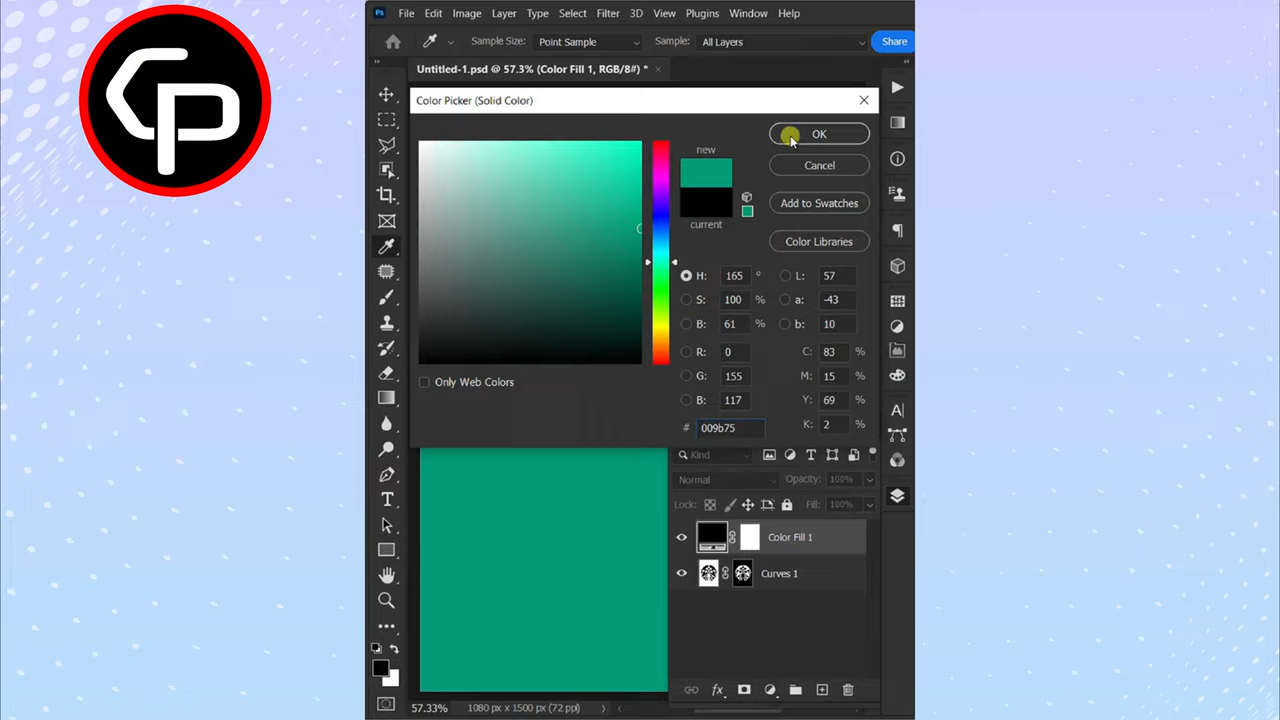 CP
Ps File Edit Image Layer Type Select Filter 3D View Plugins Window Help
Sample Size: Point Sample Sample: All Layers Share
Untitled-1.psd @ 57.3% (Color Fill 1, RGB/8#) * ×
Color Picker (Solid Color)
new
current
OK
Cancel
Add to Swatches
Color Libraries
H: 165 ° L: 57
S: 100 % a: -43
B: 61 % b: 10
R: 0 C: 83 %
G: 155 M: 15 %
B: 117 Y: 69 %
# 009b75 K: 2 %
Only Web Colors
Kind
Normal Opacity: 100%
Lock: Fill: 100%
Color Fill 1
Curves 1
fx
57.33% 1080 px x 1500 px (72 ppi)